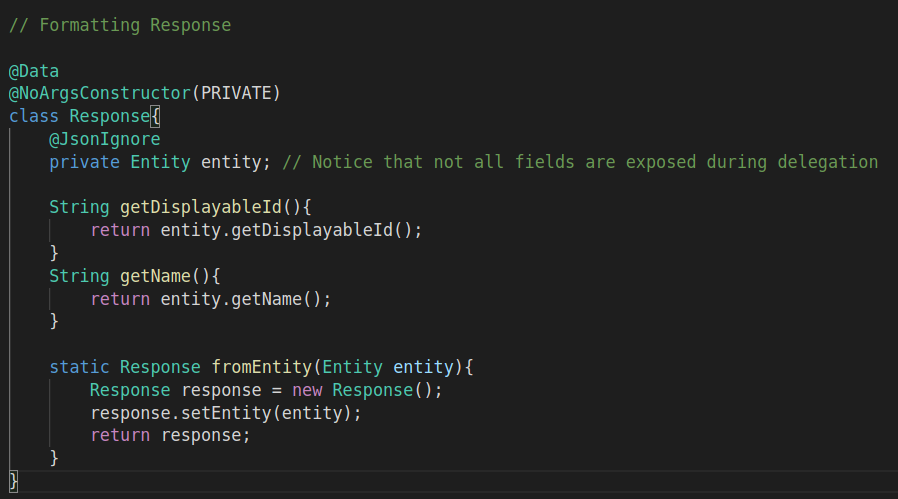 // Formatting Response
@Data
@NoArgsConstructor(PRIVATE)
class Response{
    @JsonIgnore
    private Entity entity; // Notice that not all fields are exposed during delegation
    String getDisplayableId(){
        return entity.getDisplayableId();
    }
    String getName(){
        return entity.getName();
    }
    static Response fromEntity(Entity entity){
        Response response = new Response();
        response.setEntity(entity);
        return response;
    }
}